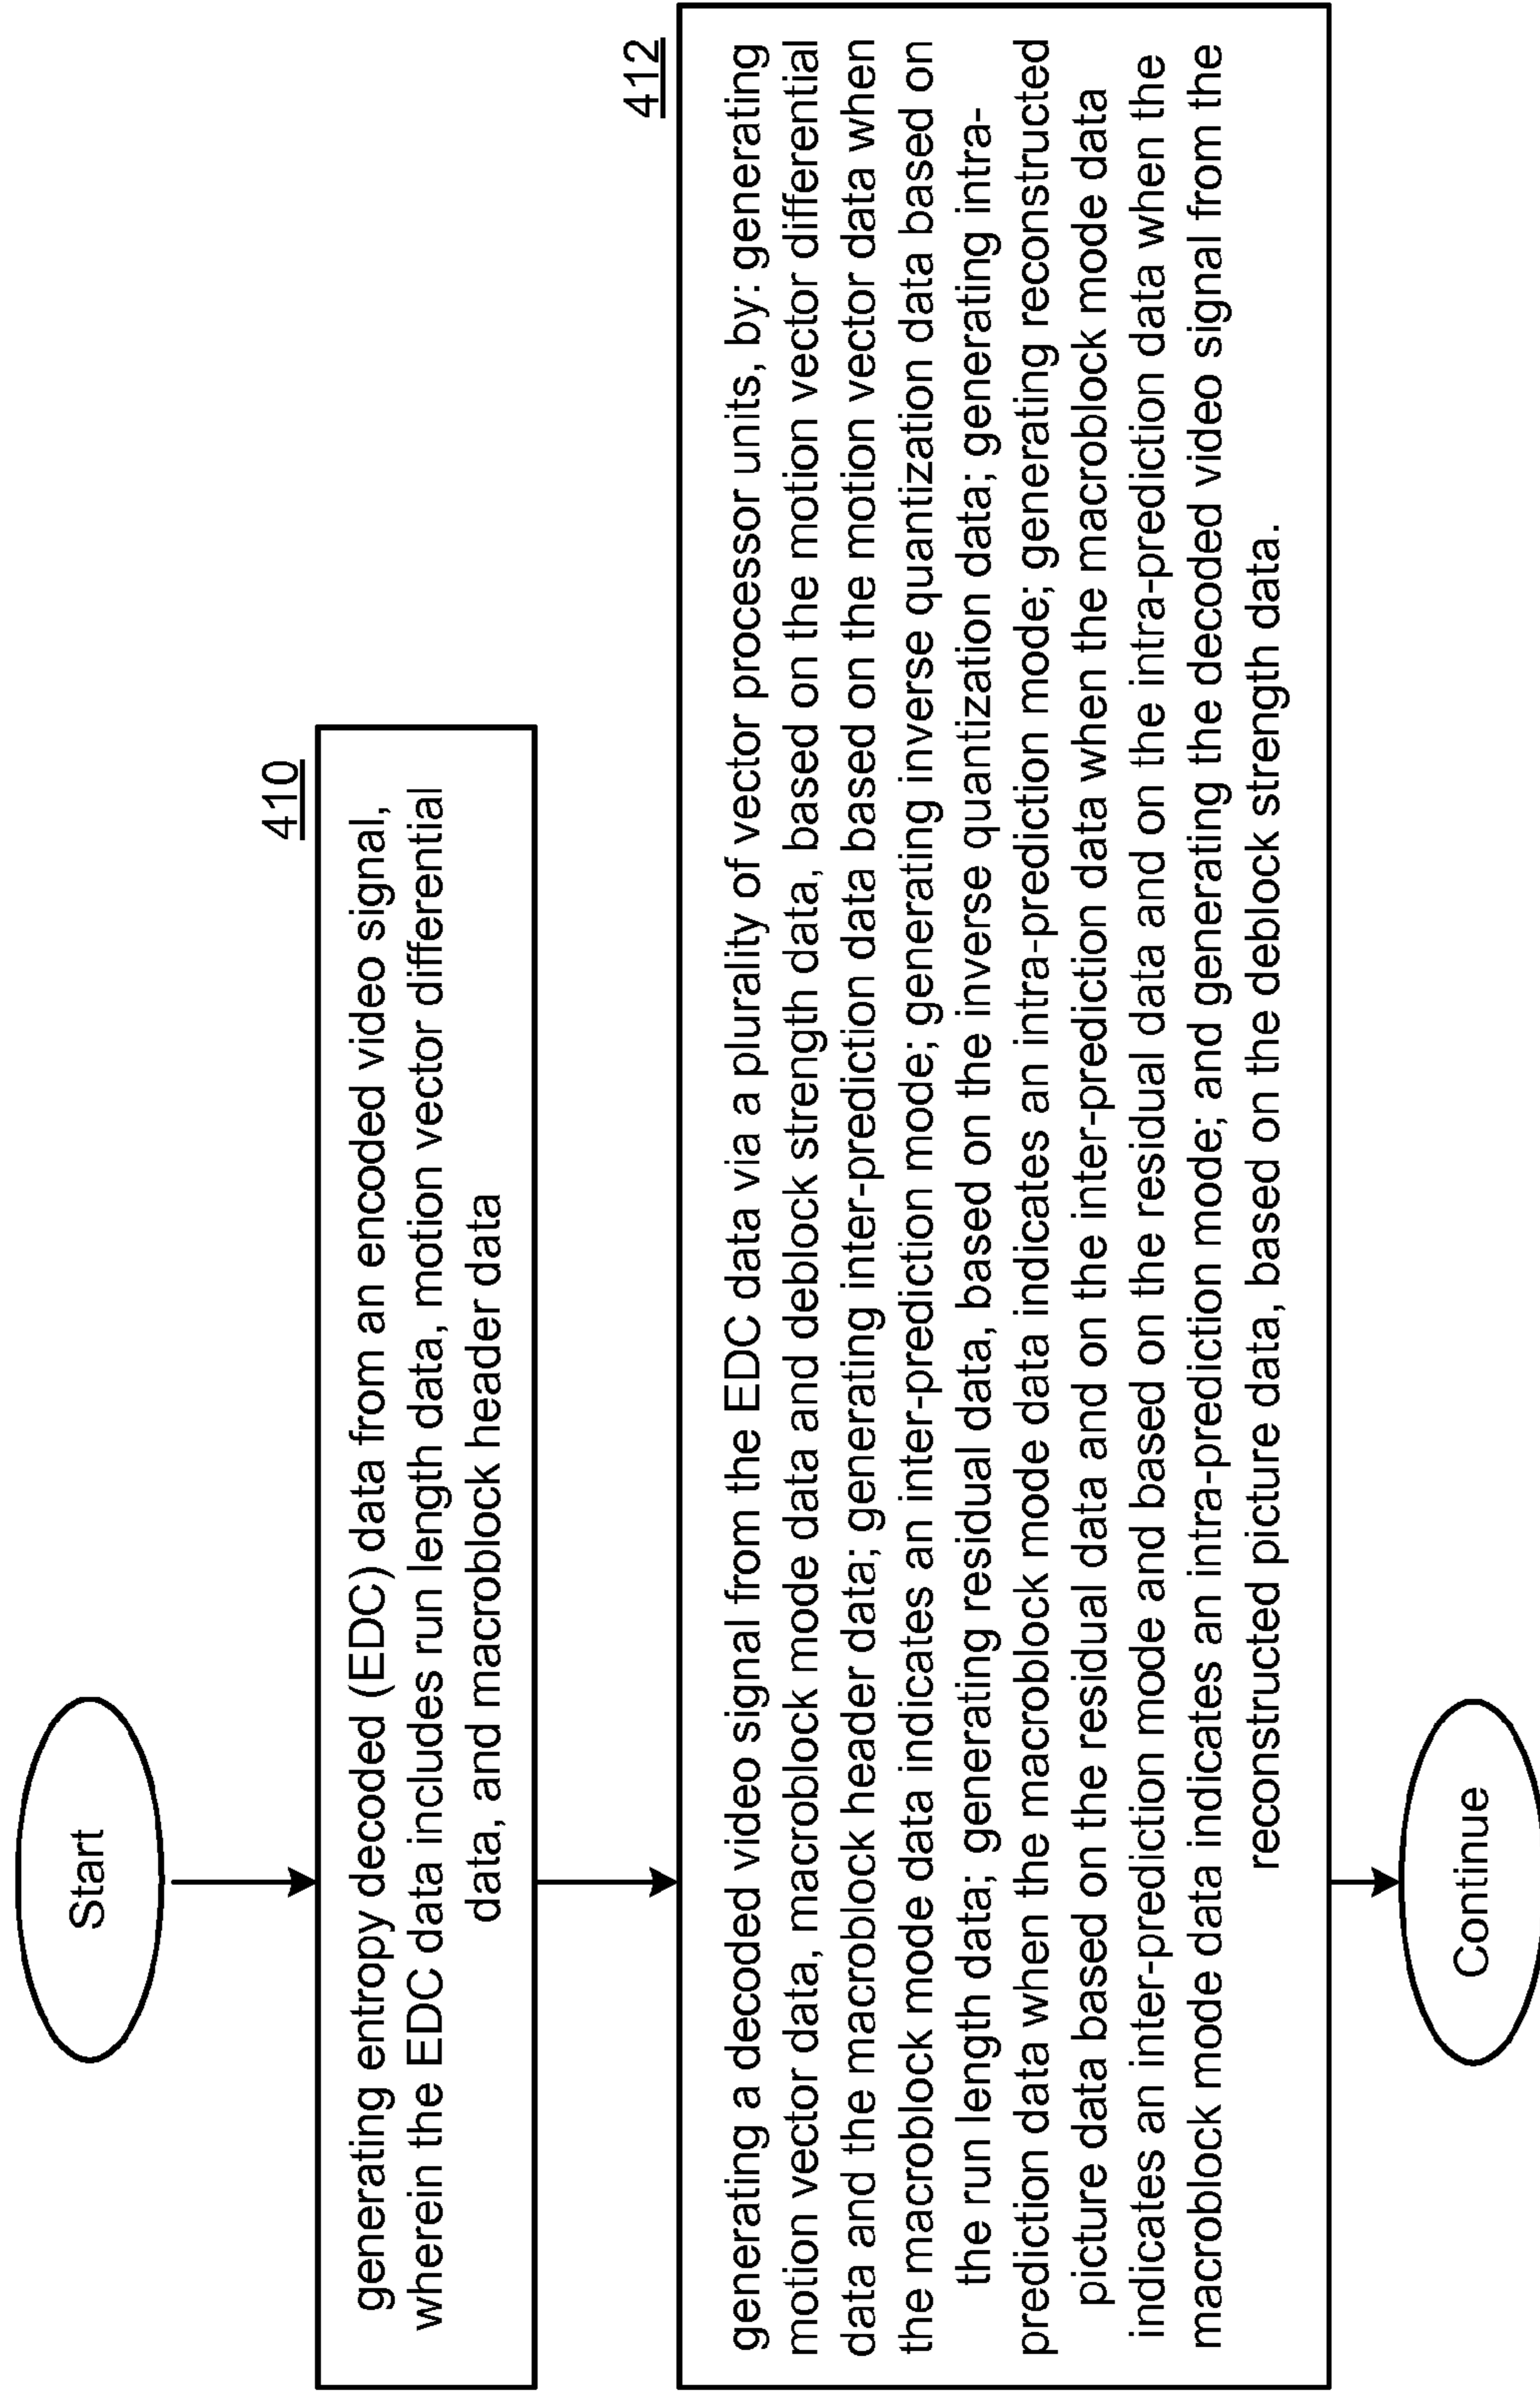 Start
410
generating entropy decoded (EDC) data from an encoded video signal,
wherein the EDC data includes run length data, motion vector differential
data, and macroblock header data
412
generating a decoded video signal from the EDC data via a plurality of vector processor units, by: generating
motion vector data, macroblock mode data and deblock strength data, based on the motion vector differential
data and the macroblock header data; generating inter-prediction data based on the motion vector data when
the macroblock mode data indicates an inter-prediction mode; generating inverse quantization data based on
the run length data; generating residual data, based on the inverse quantization data; generating intra-
prediction data when the macroblock mode data indicates an intra-prediction mode; generating reconstructed
picture data based on the residual data and on the inter-prediction data when the macroblock mode data
indicates an inter-prediction mode and based on the residual data and on the intra-prediction data when the
macroblock mode data indicates an intra-prediction mode; and generating the decoded video signal from the
reconstructed picture data, based on the deblock strength data.
Continue